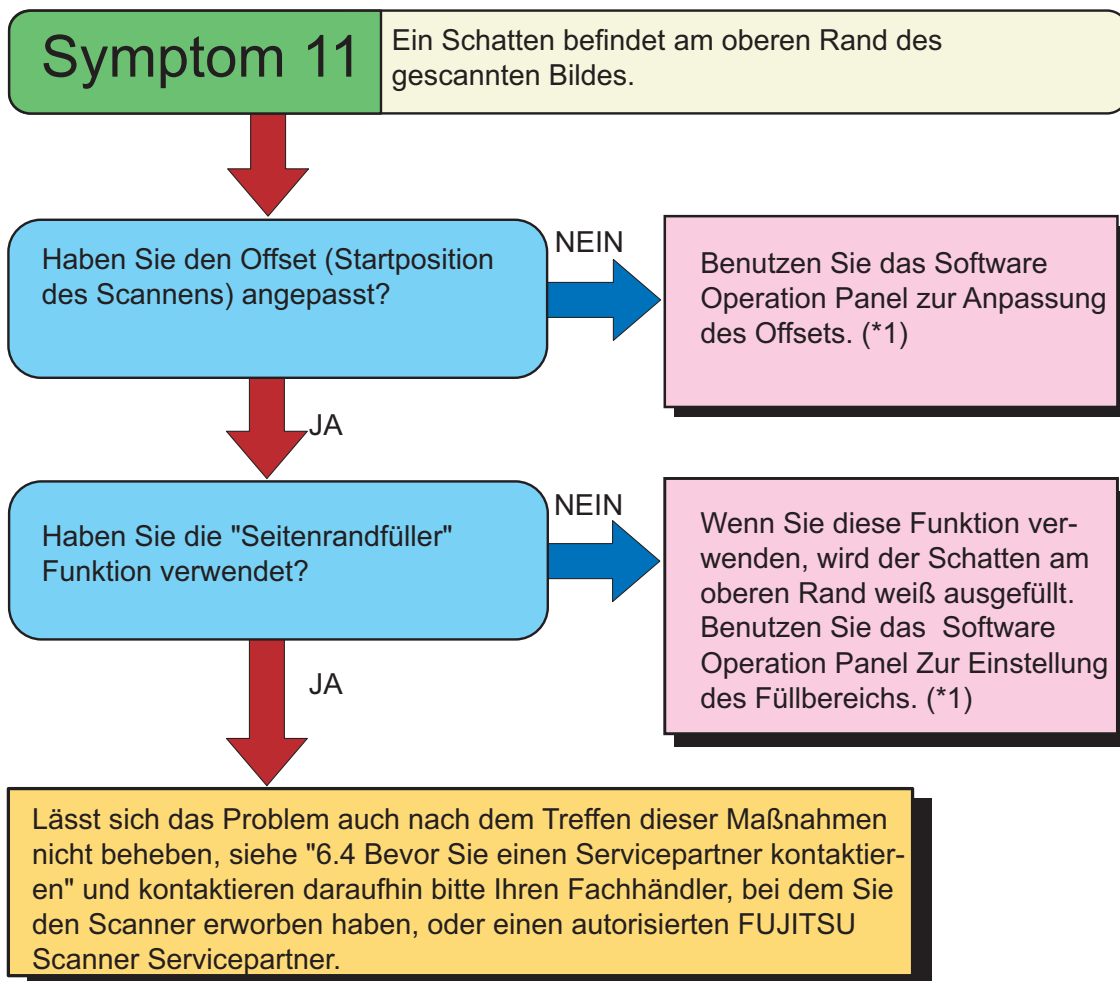 Symptom 11
Ein Schatten befindet am oberen Rand des
gescannten Bildes.
Haben Sie den Offset (Startposition
des Scannens) angepasst?
NEIN
Benutzen Sie das Software
Operation Panel zur Anpassung
des Offsets. (*1)
JA
Haben Sie die "Seitenrandfüller"
Funktion verwendet?
NEIN
Wenn Sie diese Funktion ver-
wenden, wird der Schatten am
oberen Rand weiß ausgefüllt.
Benutzen Sie das  Software
Operation Panel Zur Einstellung
des Füllbereichs. (*1)
JA
Lässt sich das Problem auch nach dem Treffen dieser Maßnahmen
nicht beheben, siehe "6.4 Bevor Sie einen Servicepartner kontaktier-
en" und kontaktieren daraufhin bitte Ihren Fachhändler, bei dem Sie
den Scanner erworben haben, oder einen autorisierten FUJITSU
Scanner Servicepartner.